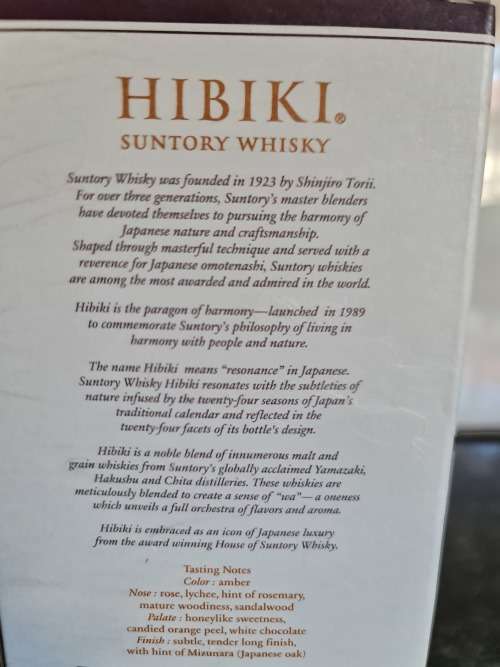 HIBIKI®
SUNTORY WHISKY
Suntory Whisky was founded in 1923 by Shinjiro Torii.
For over three generations, Suntory's master blenders
have devoted themselves to pursuing the harmony of
Japanese nature and craftsmanship.
Shaped through masterful technique and served with a
reverence for Japanese omotenashi, Suntory whiskies
are among the most awarded and admired in the world.
Hibiki is the paragon of harmony—launched in 1989
to commemorate Suntory's philosophy of living in
harmony with people and nature.
The name Hibiki means "resonance" in Japanese.
Suntory Whisky Hibiki resonates with the subtleties of
nature infused by the twenty-four seasons of Japan's
traditional calendar and reflected in the
twenty-four facets of its bottle's design.
Hibiki is a noble blend of innumerous malt and
grain whiskies from Suntory's globally acclaimed Yamazaki,
Hakushu and Chita distilleries. These whiskies are
meticulously blended to create a sense of "wa"— a oneness
which unveils a full orchestra of flavors and aroma.
Hibiki is embraced as an icon of Japanese luxury
from the award winning House of Suntory Whisky.
Tasting Notes
Color : amber
Nose : rose, lychee, hint of rosemary,
mature woodiness, sandalwood
Palate : honeylike sweetness,
candied orange peel, white chocolate
Finish : subtle, tender long finish,
with hint of Mizunara (Japanese oak)